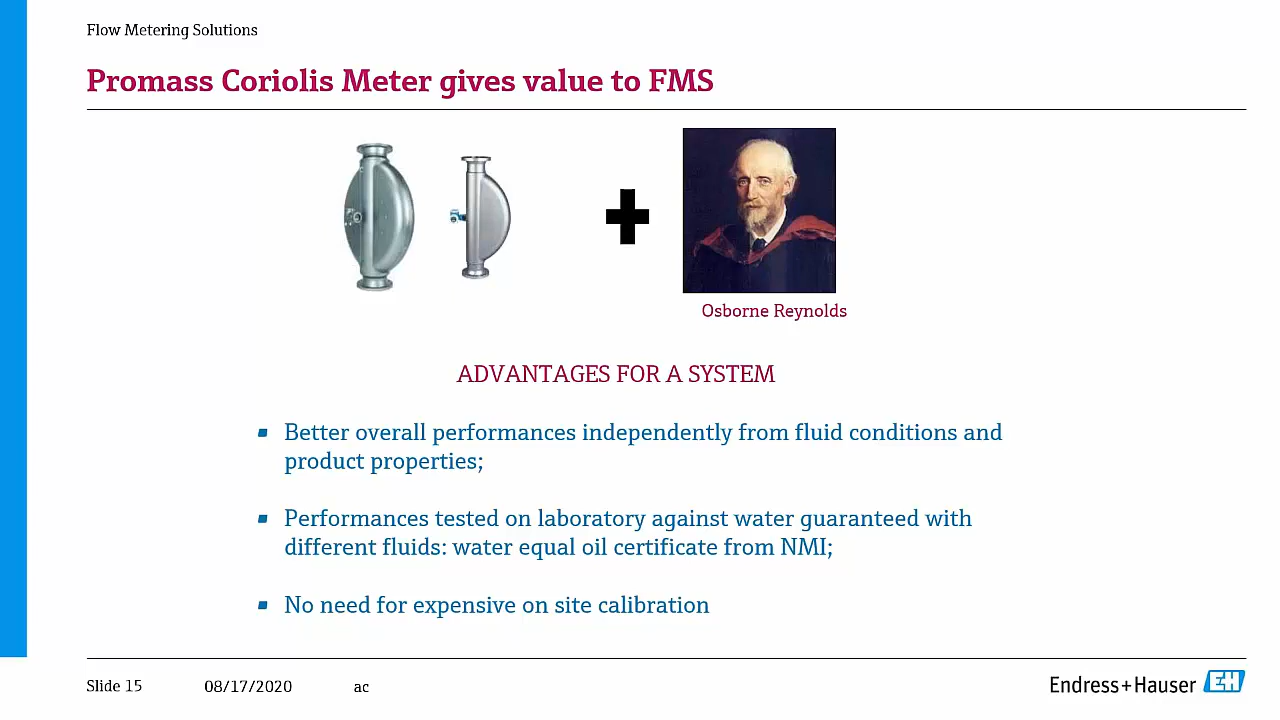 Flow Metering Solutions
Promass Coriolis Meter gives value to FMS
Osborne Reynolds
ADVANTAGES FOR A SYSTEM
Better overall performances independently from fluid conditions and
product properties;
Performances tested on laboratory against water guaranteed with
different fluids: water equal oil certificate from NMI;
No need for expensive on site calibration
Slide 15 08/17/2020 ac
Endress+Hauser EH